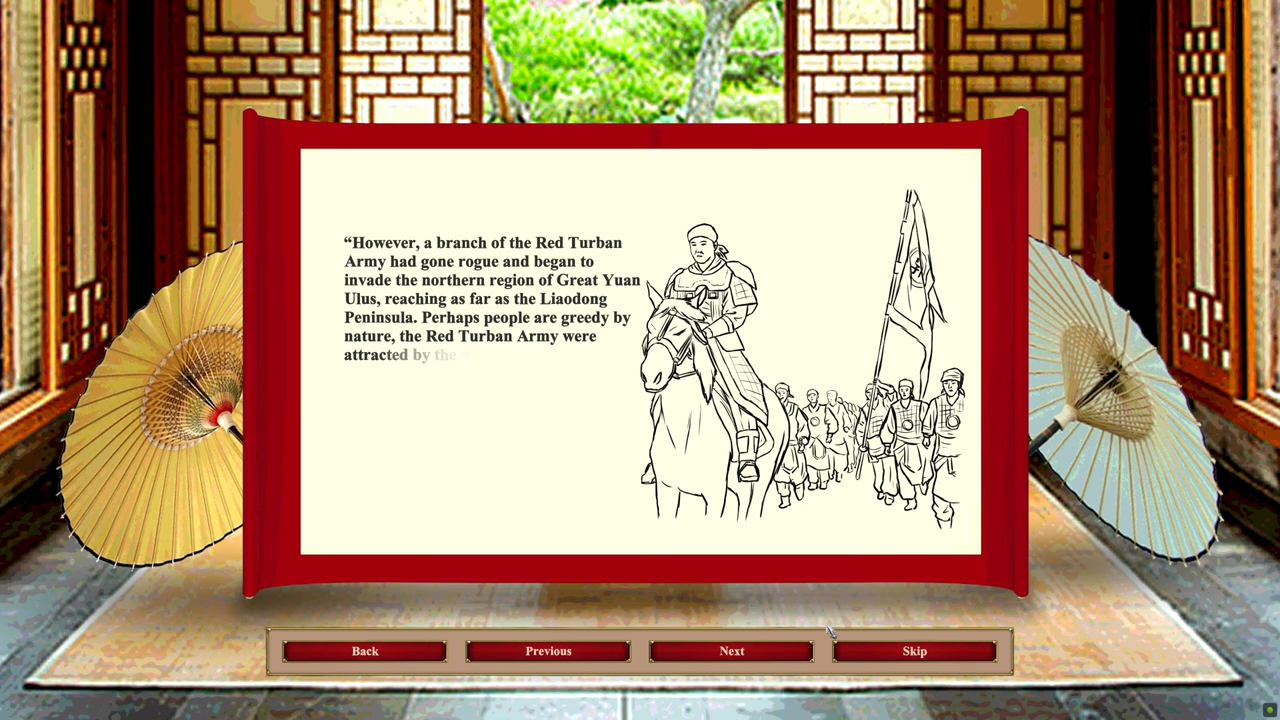 “However, a branch of the Red Turban
Army had gone rogue and began to
invade the northern region of Great Yuan
Ulus, reaching as far as the Liaodong
Peninsula. Perhaps people are greedy by
nature, the Red Turban Army were
attracted by the
Back
Previous
Next
Skip